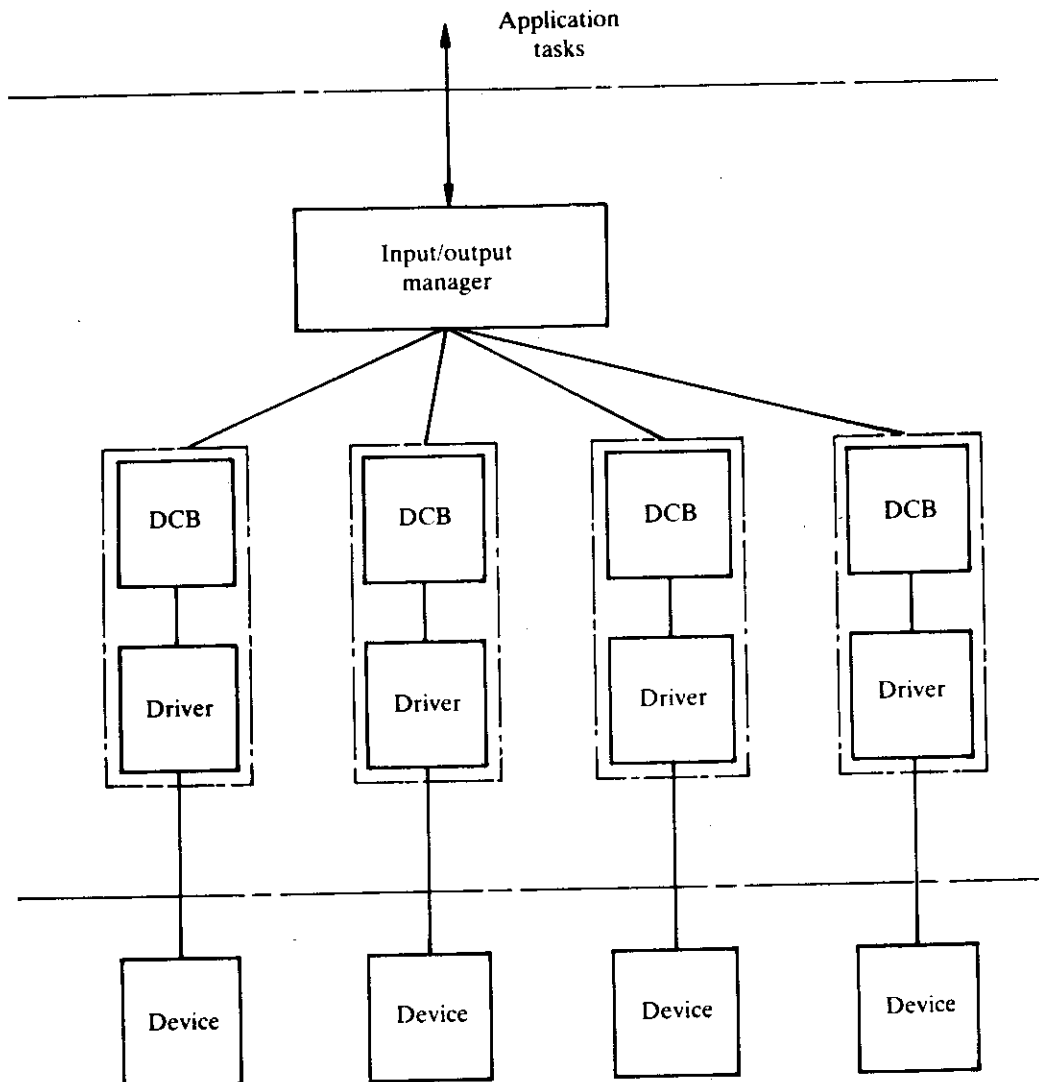 Application
tasks
Input/output
manager
DCB
DCB
DCB
DCB
Driver
Driver
Driver
Driver
Device
Device
Device
Device